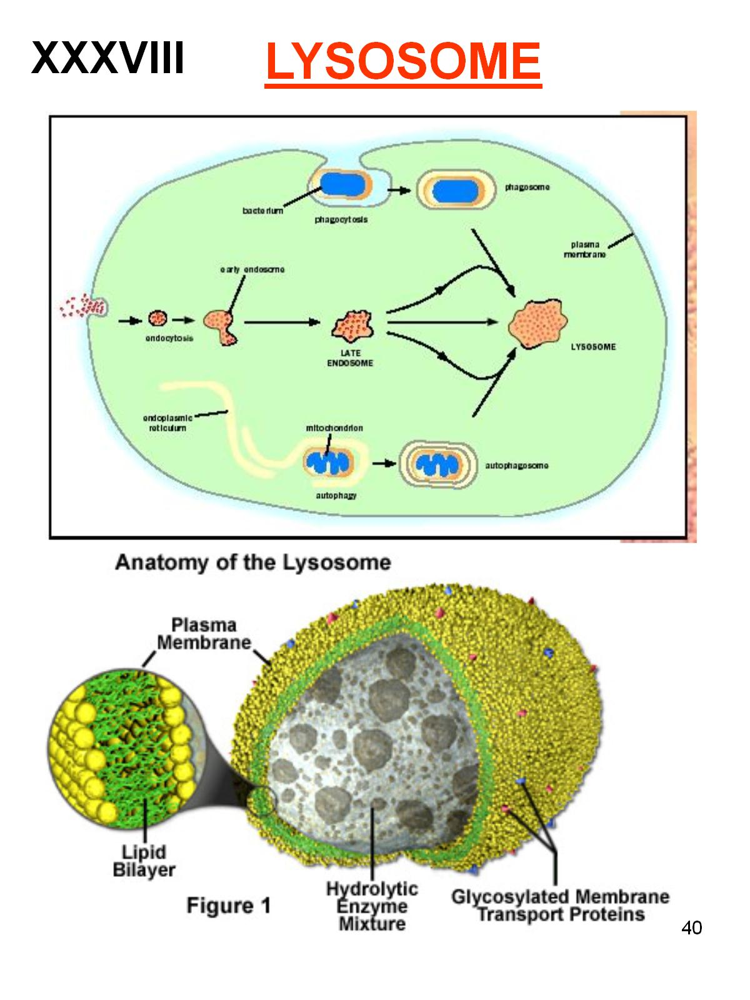 XXXVIII
LYSOSOME
phagosome
bacterium
phagocytosis
plasma
membrane
early endosome
endocytosis
LATE
ENDOSOME
LYSOSOME
endoplasmic
reticulum
mitochondrion
autophagosome
autophagy
Anatomy of the Lysosome
Plasma
Membrane
Lipid
Bilayer
Figure 1
Hydrolytic
Enzyme
Mixture
Glycosylated Membrane
Transport Proteins
40